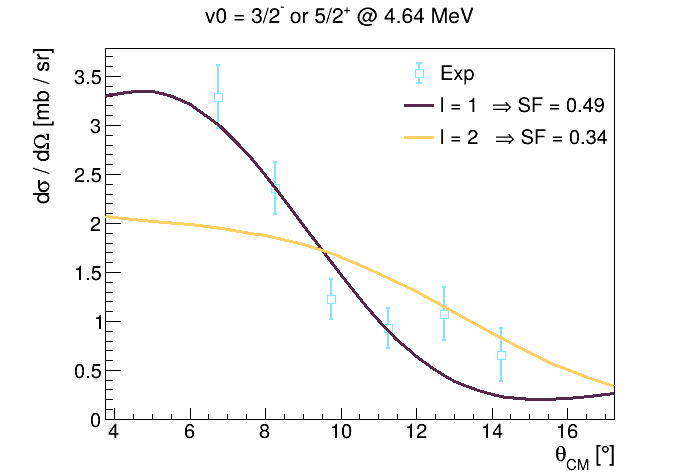 v0 = 3/2⁻ or 5/2⁺ @ 4.64 MeV
dσ / dΩ [mb / sr]
Exp
l = 1 ⇒ SF = 0.49
l = 2 ⇒ SF = 0.34
3.5
3
2.5
2
1.5
1
0.5
0
4 6 8 10 12 14 16
θCM [°]